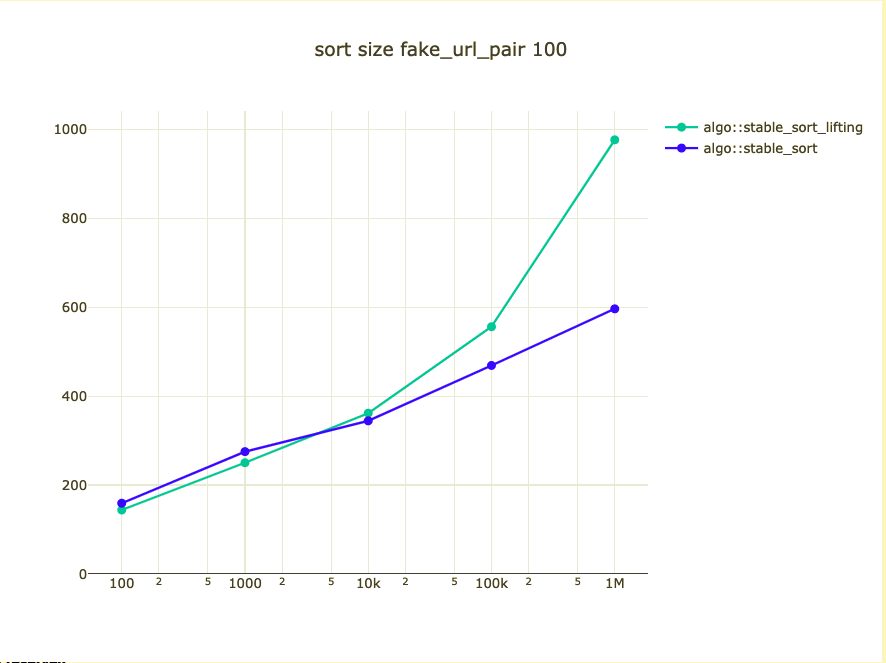 sort size fake_url_pair 100
algo::stable_sort_lifting
algo::stable_sort
1000
800
600
400
200
0
100 2 5 1000 2 5 10k 2 5 100k 2 5 1M